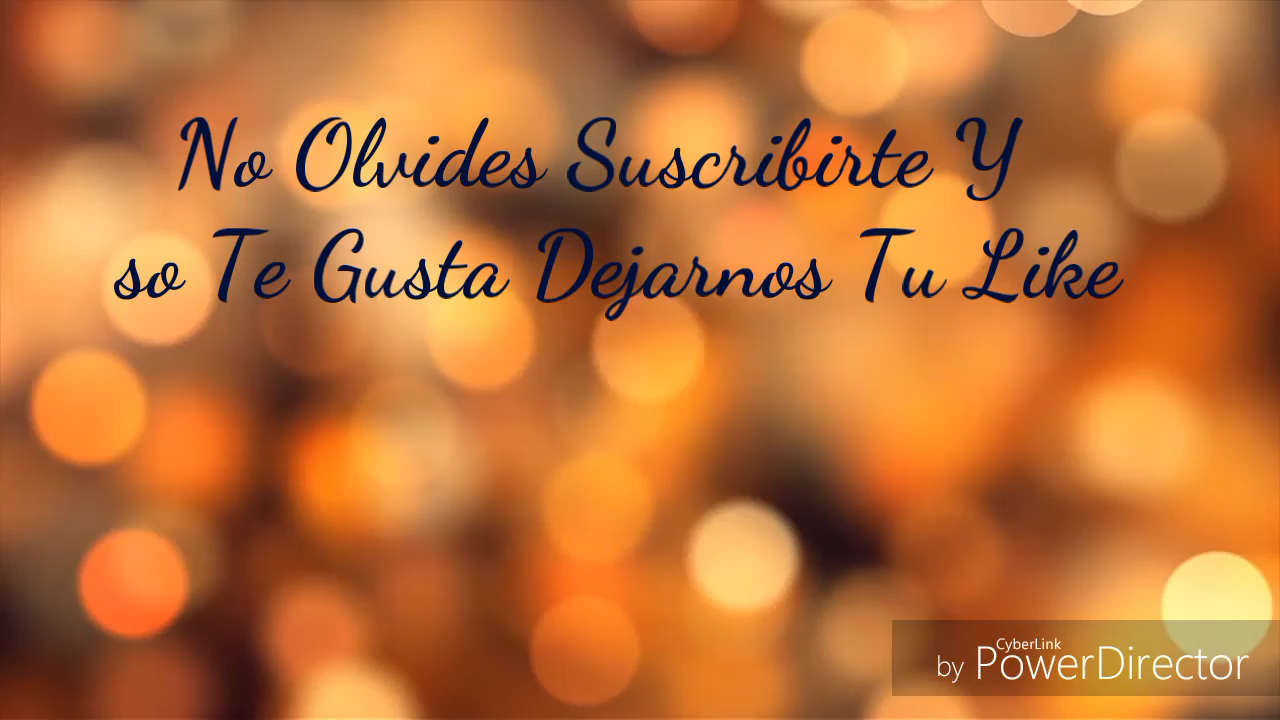 No Olvides Suscribirte Y
so Te Gusta Dejarnos Tu Like
CyberLink
by PowerDirector